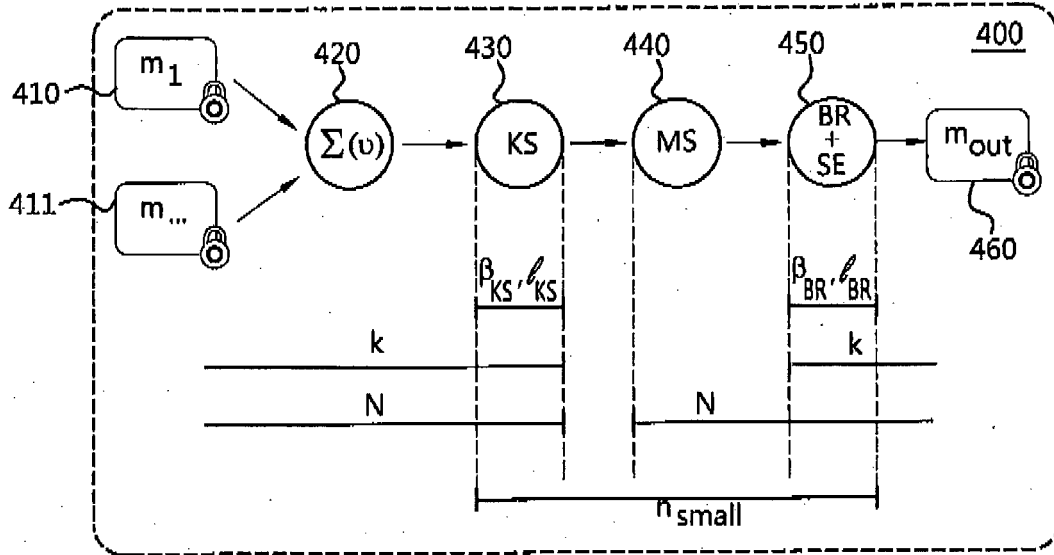 420 430 440 450 400
410 m1
Σ(υ) KS MS BR + SE mout
411 m...
460
βKS, ℓKS βBR, ℓBR
k k
N N
nsmall